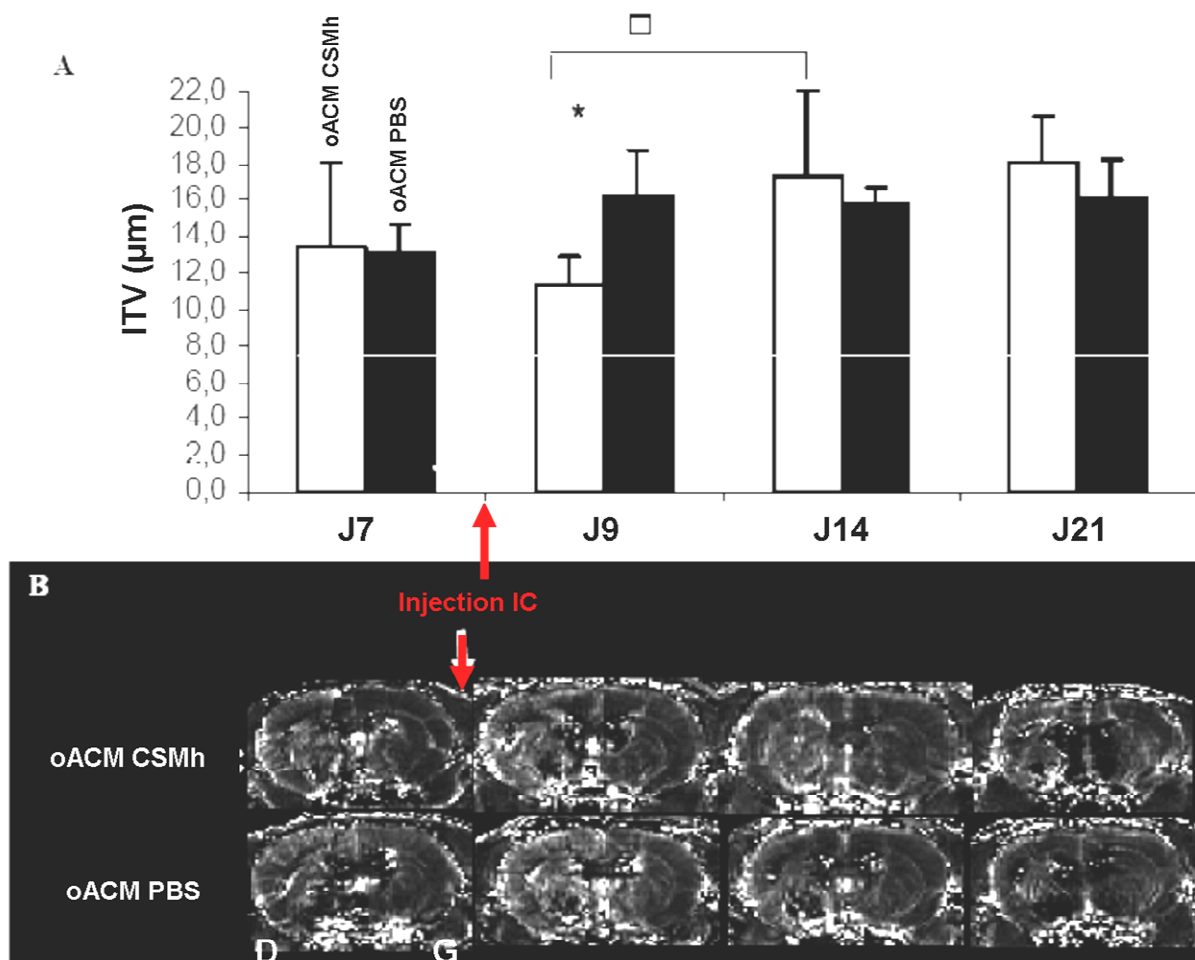 A
oACM CSMh
oACM PBS
*
ITV (µm)
22,0
20,0
18,0
16,0
14,0
12,0
10,0
8,0
6,0
4,0
2,0
0,0
J7
J9
J14
J21
B
Injection IC
oACM CSMh
oACM PBS
D
G